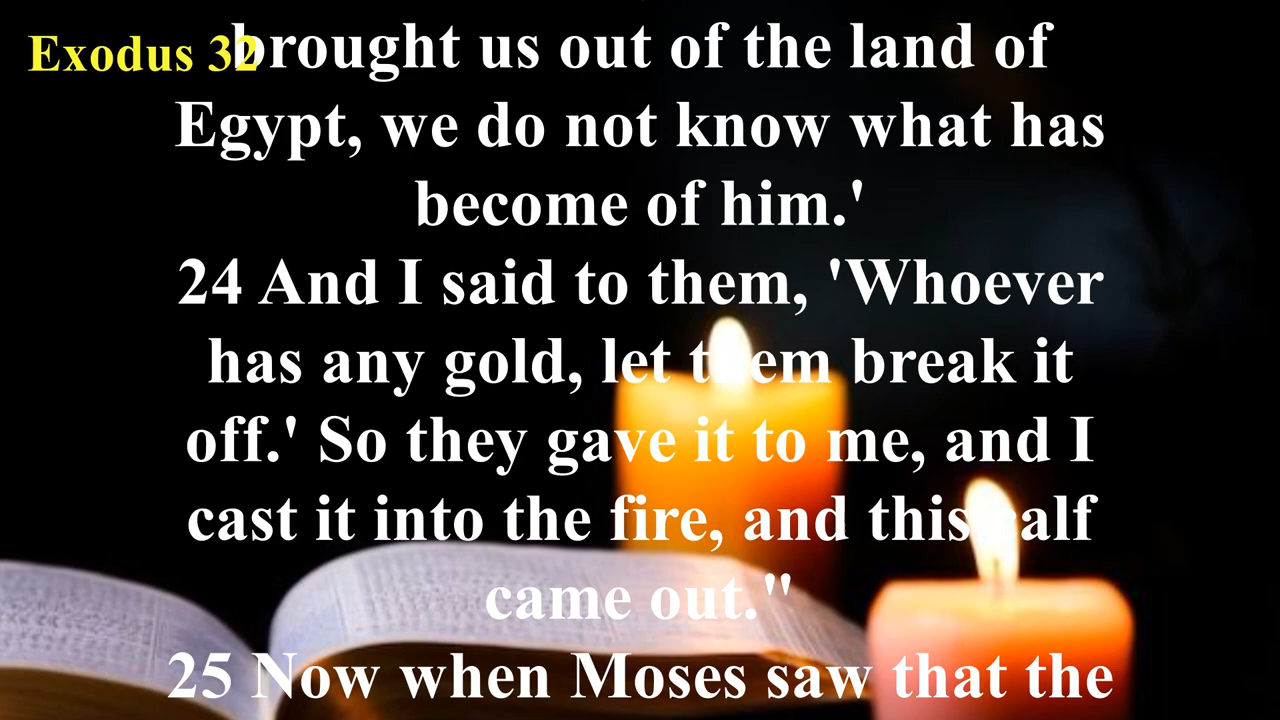 Exodus 32
brought us out of the land of
Egypt, we do not know what has
become of him.'
24 And I said to them, 'Whoever
has any gold, let them break it
off.' So they gave it to me, and I
cast it into the fire, and this calf
came out."
25 Now when Moses saw that the